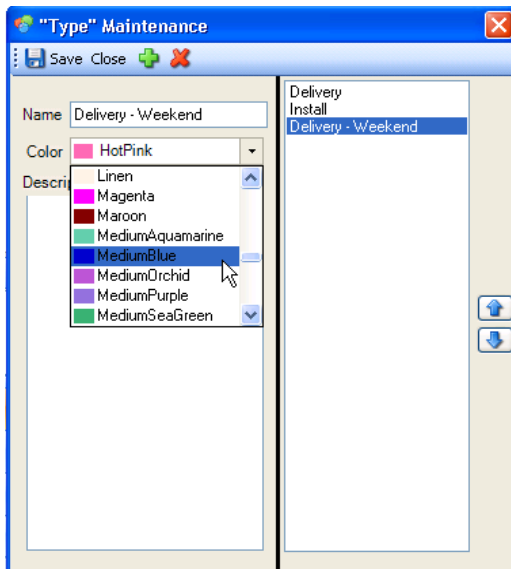 "Type" Maintenance
Save Close
Name Delivery - Weekend
Color HotPink
Descrip
Linen
Magenta
Maroon
MediumAquamarine
MediumBlue
MediumOrchid
MediumPurple
MediumSeaGreen
Delivery
Install
Delivery - Weekend